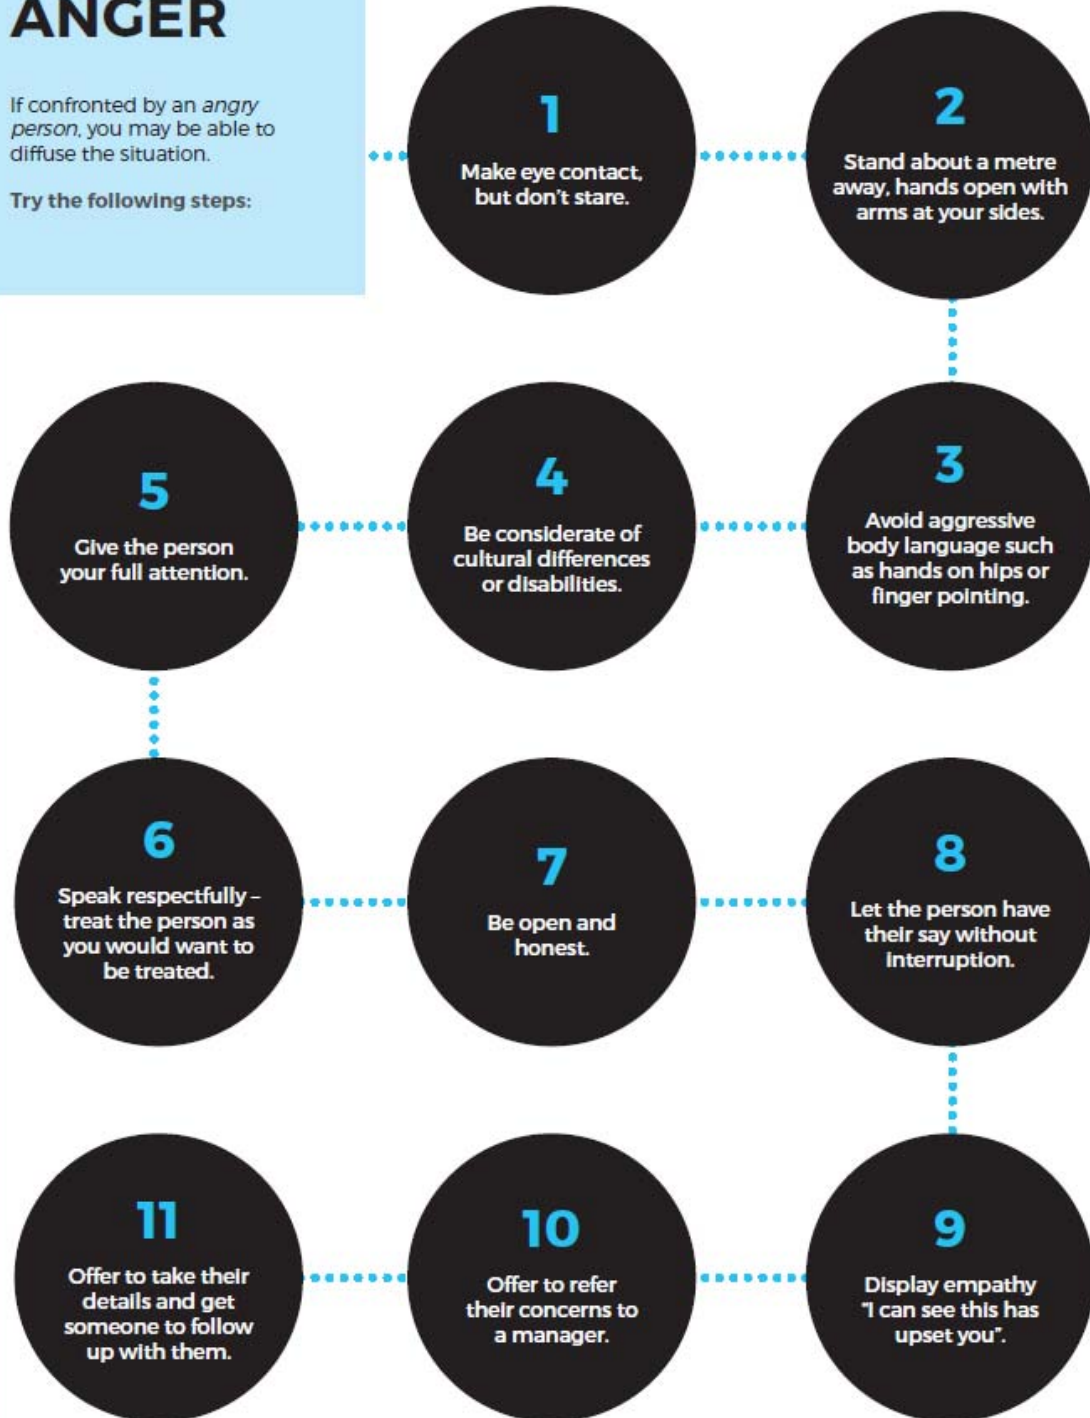 ANGER
If confronted by an angry
person, you may be able to
diffuse the situation.
Try the following steps:
1
Make eye contact,
but don't stare.
2
Stand about a metre
away, hands open with
arms at your sides.
3
Avoid aggressive
body language such
as hands on hips or
finger pointing.
4
Be considerate of
cultural differences
or disabilities.
5
Give the person
your full attention.
6
Speak respectfully –
treat the person as
you would want to
be treated.
7
Be open and
honest.
8
Let the person have
their say without
interruption.
9
Display empathy
"I can see this has
upset you".
10
Offer to refer
their concerns to
a manager.
11
Offer to take their
details and get
someone to follow
up with them.